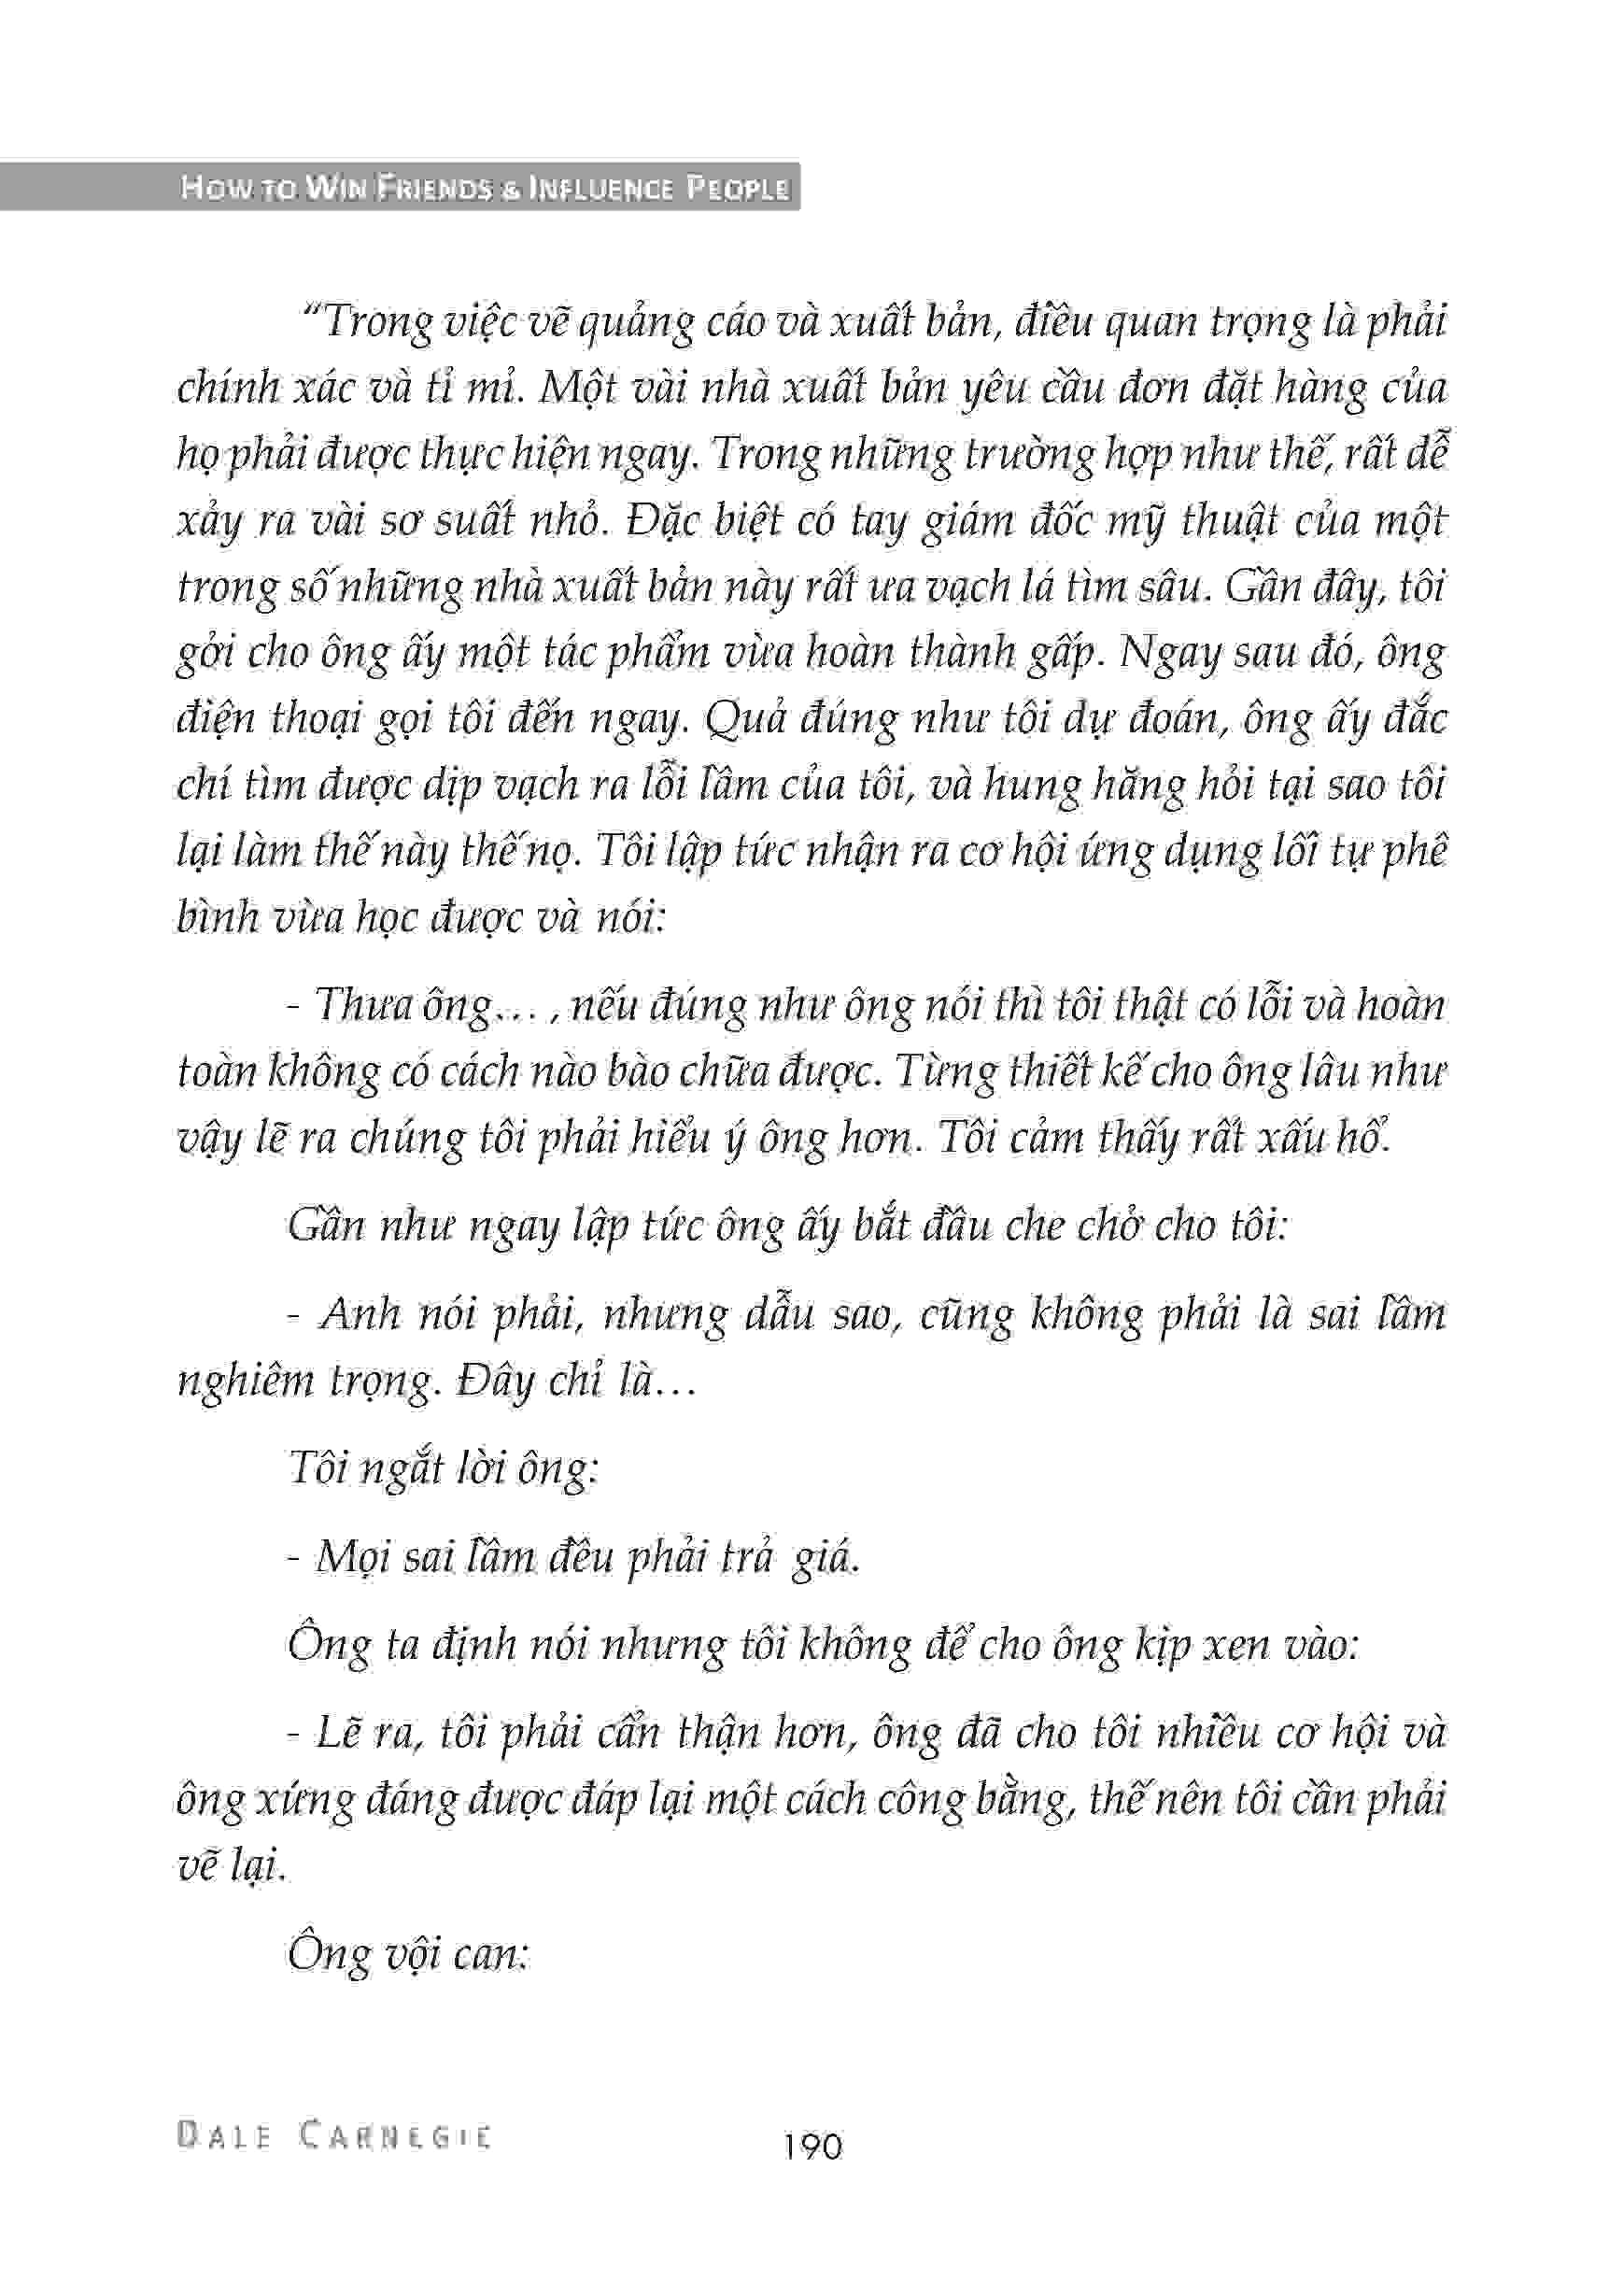 HOW TO WIN FRIENDS & INFLUENCE PEOPLE
“Trong việc vẽ quảng cáo và xuất bản, điều quan trọng là phải
chính xác và tỉ mỉ. Một vài nhà xuất bản yêu cầu đơn đặt hàng của
họ phải được thực hiện ngay. Trong những trường hợp như thế, rất dễ
xảy ra vài sơ suất nhỏ. Đặc biệt có tay giám đốc mỹ thuật của một
trong số những nhà xuất bản này rất ưa vạch lá tìm sâu. Gần đây, tôi
gởi cho ông ấy một tác phẩm vừa hoàn thành gấp. Ngay sau đó, ông
điện thoại gọi tôi đến ngay. Quả đúng như tôi dự đoán, ông ấy đắc
chí tìm được dịp vạch ra lỗi lầm của tôi, và hung hăng hỏi tại sao tôi
lại làm thế này thế nọ. Tôi lập tức nhận ra cơ hội ứng dụng lối tự phê
bình vừa học được và nói:
- Thưa ông… , nếu đúng như ông nói thì tôi thật có lỗi và hoàn
toàn không có cách nào bào chữa được. Từng thiết kế cho ông lâu như
vậy lẽ ra chúng tôi phải hiểu ý ông hơn. Tôi cảm thấy rất xấu hổ.
Gần như ngay lập tức ông ấy bắt đầu che chở cho tôi:
- Anh nói phải, nhưng dẫu sao, cũng không phải là sai lầm
nghiêm trọng. Đây chỉ là…
Tôi ngắt lời ông:
- Mọi sai lầm đều phải trả giá.
Ông ta định nói nhưng tôi không để cho ông kịp xen vào:
- Lẽ ra, tôi phải cẩn thận hơn, ông đã cho tôi nhiều cơ hội và
ông xứng đáng được đáp lại một cách công bằng, thế nên tôi cần phải
vẽ lại.
Ông vội can:
DALE CARNEGIE
190